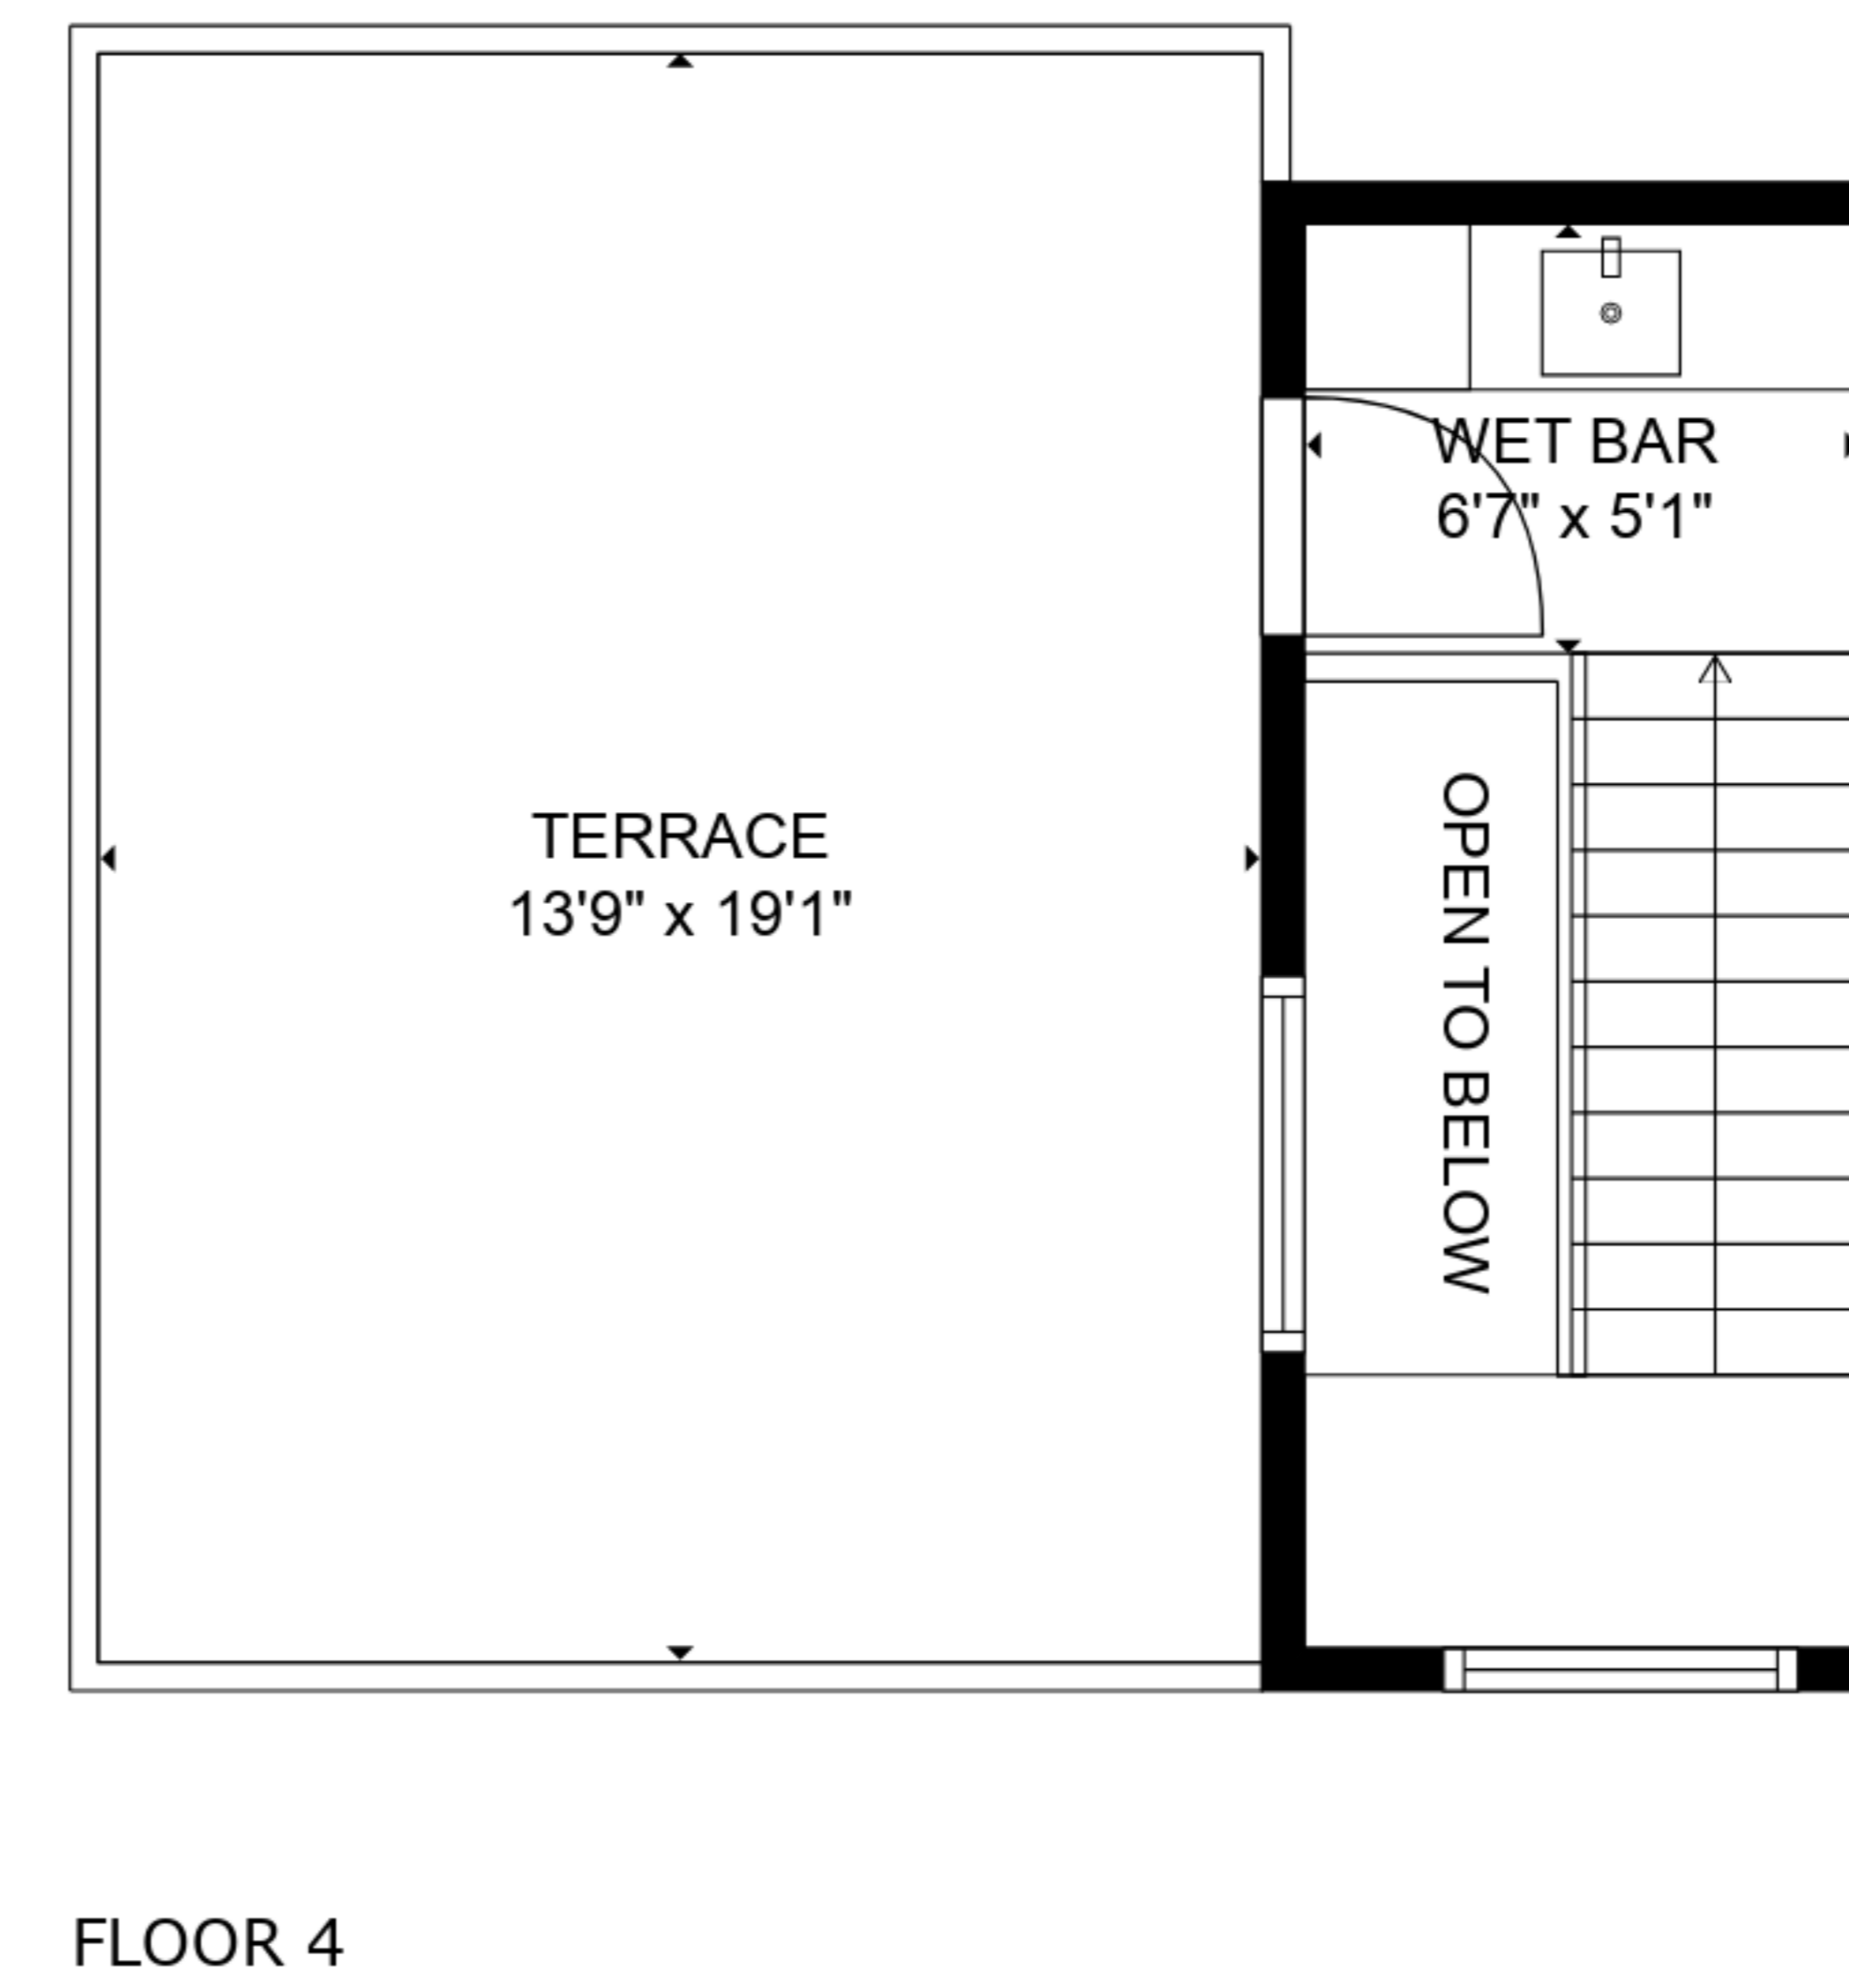 WET BAR
6'7" x 5'1"
TERRACE
13'9" x 19'1"
OPEN TO BELOW
FLOOR 4